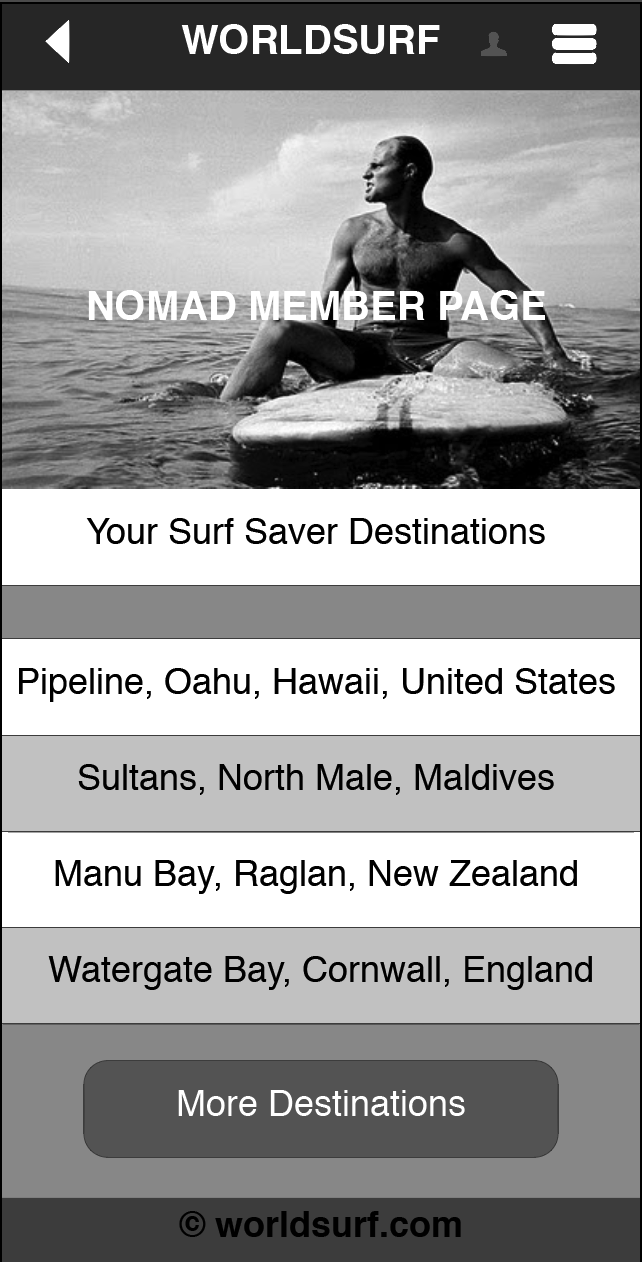 WORLDSURF
NOMAD MEMBER PAGE
Your Surf Saver Destinations
Pipeline, Oahu, Hawaii, United States
Sultans, North Male, Maldives
Manu Bay, Raglan, New Zealand
Watergate Bay, Cornwall, England
More Destinations
© worldsurf.com